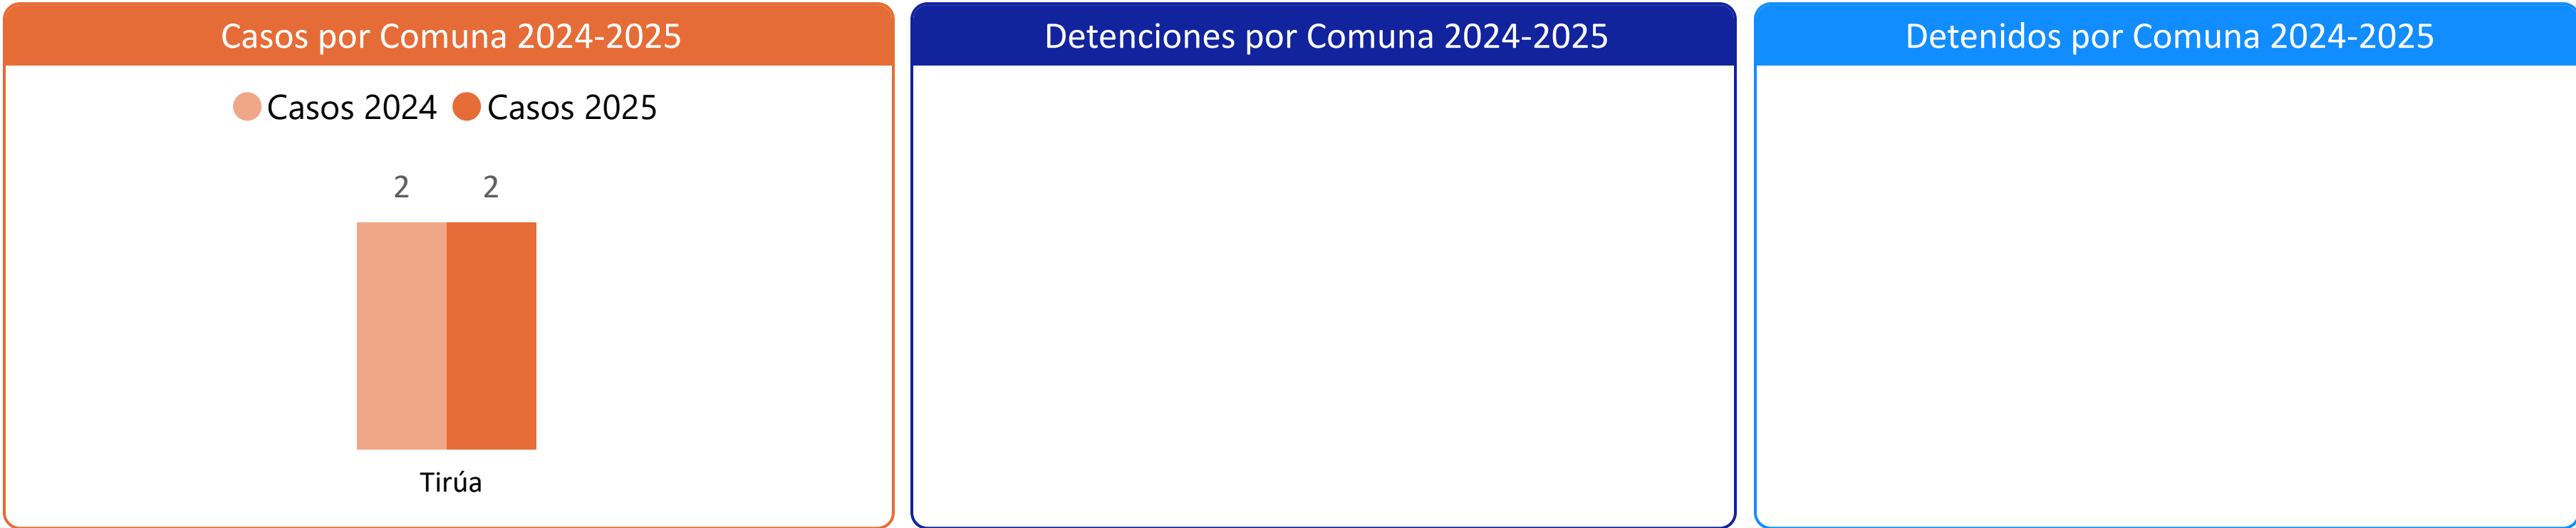 Casos por Comuna 2024-2025
Casos 2024 Casos 2025
2 2
Tirúa
Detenciones por Comuna 2024-2025
Detenidos por Comuna 2024-2025